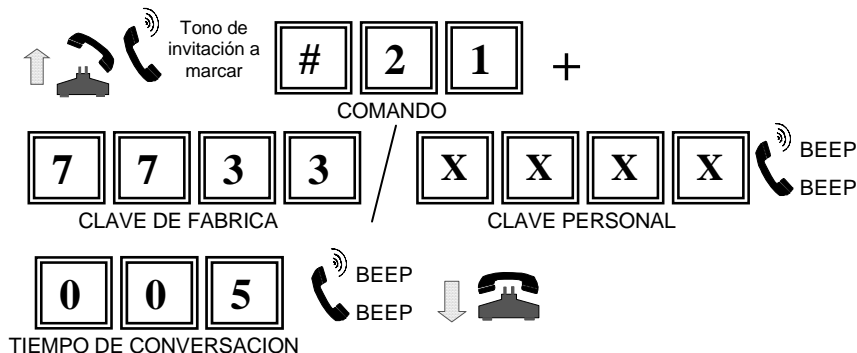 Tono de
invitación a
marcar
# 2 1 +
COMANDO
7 7 3 3 / X X X X BEEP
BEEP
CLAVE DE FABRICA CLAVE PERSONAL
0 0 5 BEEP
BEEP
TIEMPO DE CONVERSACION